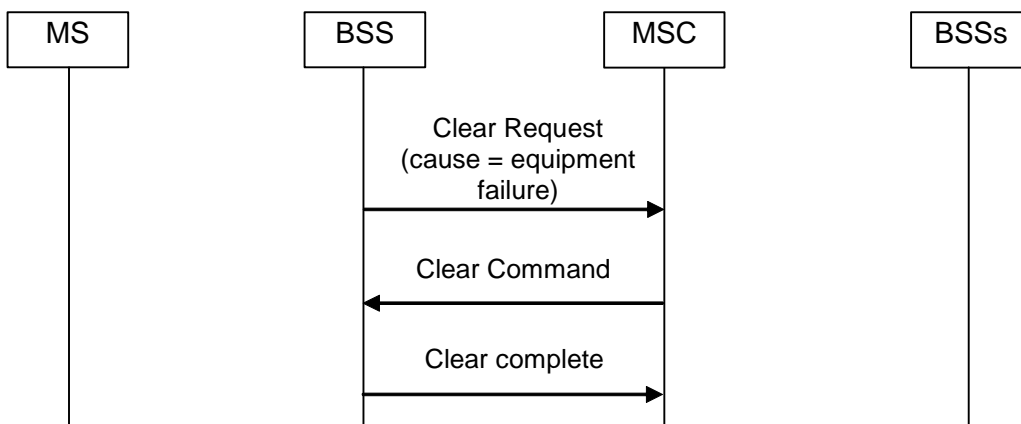 MS
BSS
MSC
BSSs
Clear Request
(cause = equipment
failure)
Clear Command
Clear complete